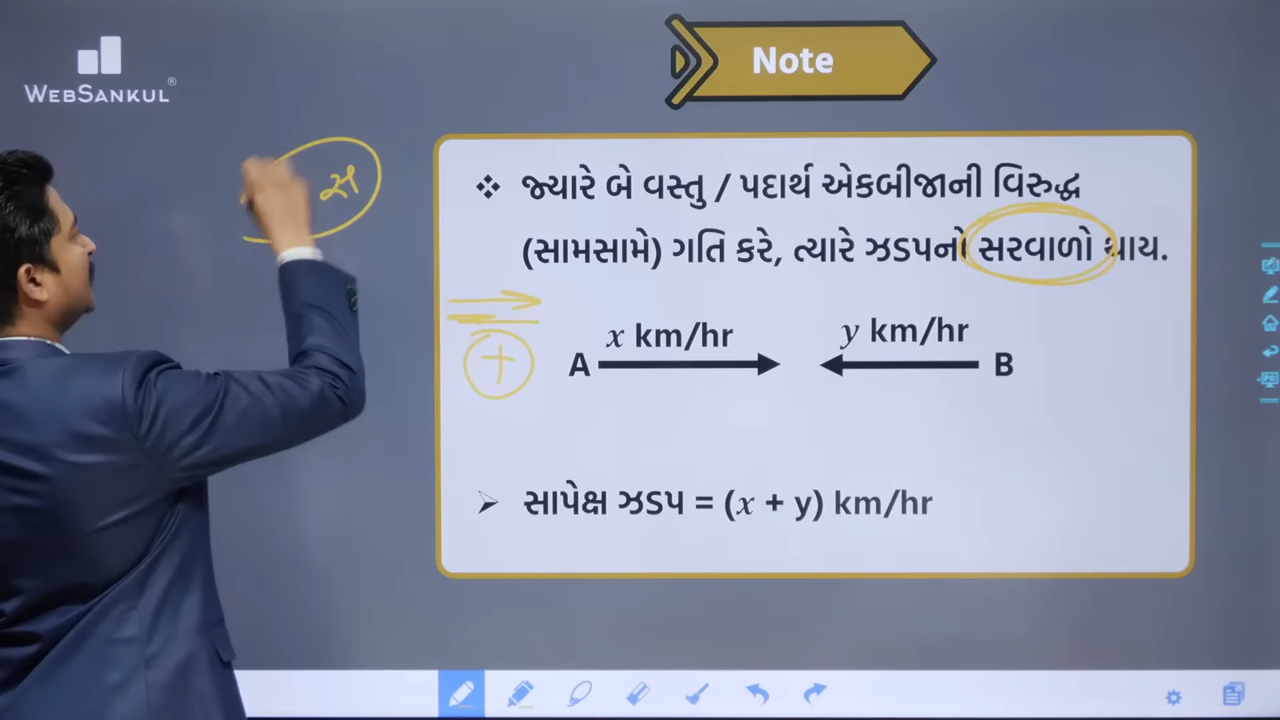 Note
WEBSANKUL®
સા
❖ જ્યારે બે વસ્તુ / પદાર્થ એકબીજાની વિરુદ્ધ
(સામસામે) ગતિ કરે, ત્યારે ઝડપનો સરવાળો થાય.
+
x km/hr y km/hr
A B
➢ સાપેક્ષ ઝડપ = (x + y) km/hr